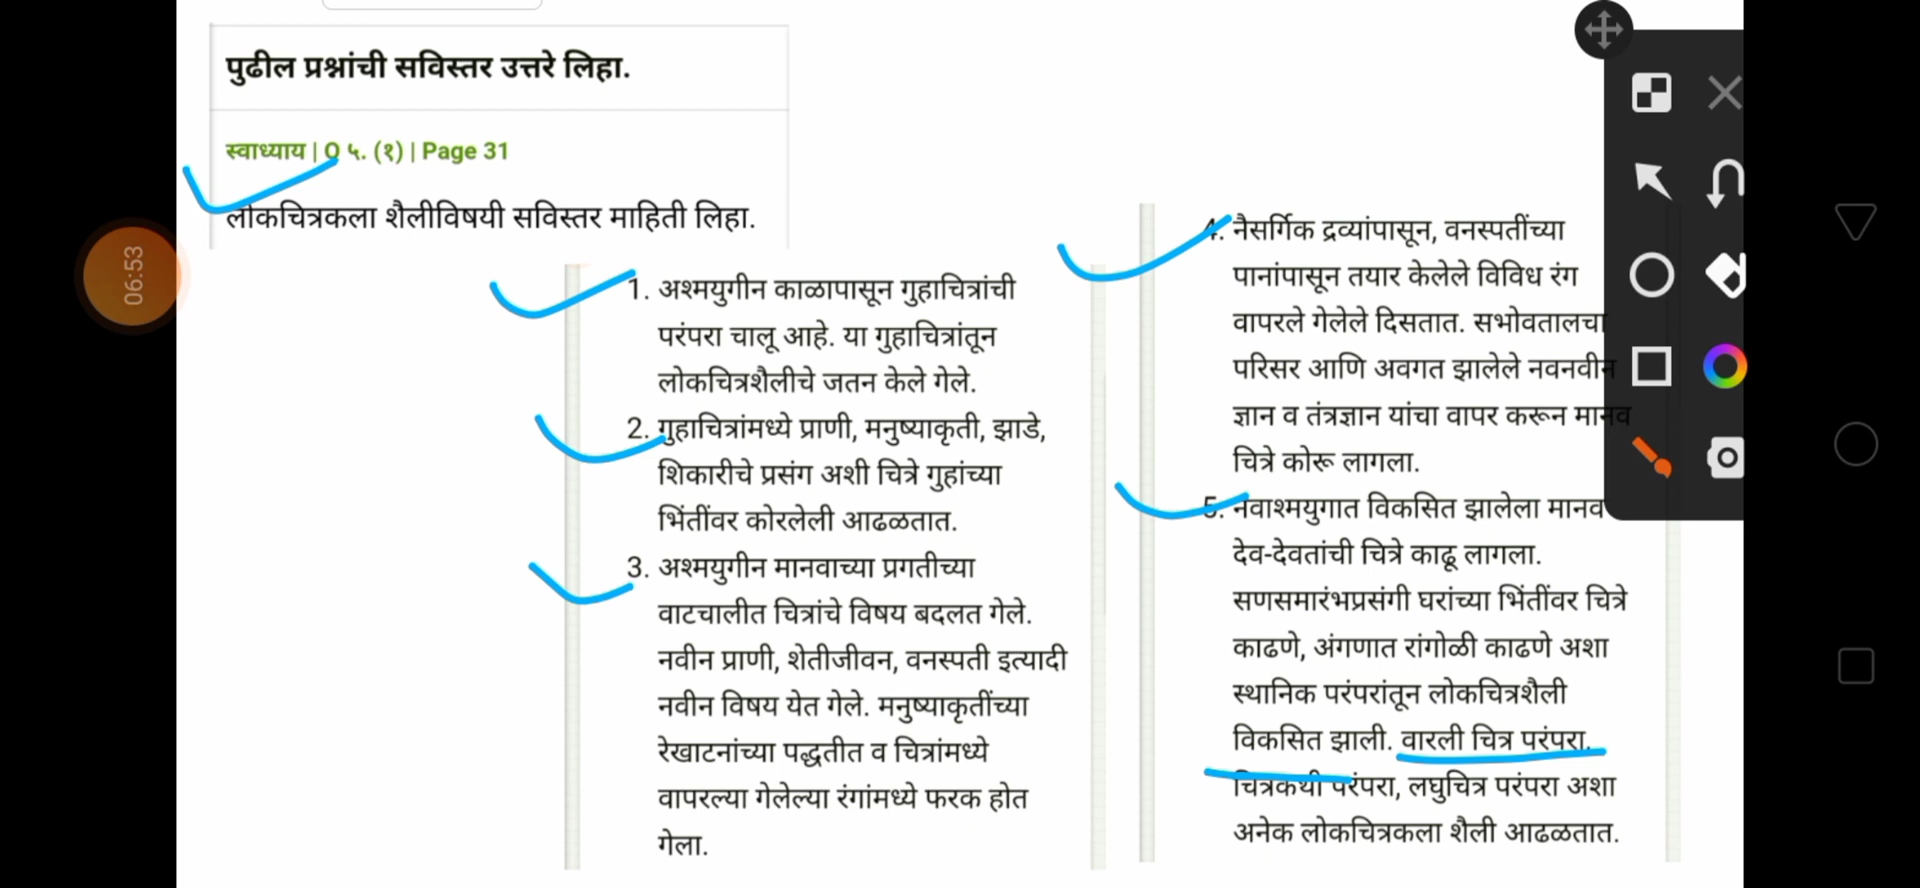 पुढील प्रश्नांची सविस्तर उत्तरे लिहा.
स्वाध्याय | Q ५. (१) | Page 31
लोकचित्रकला शैलीविषयी सविस्तर माहिती लिहा.
06:53
1. अश्मयुगीन काळापासून गुहाचित्रांची
परंपरा चालू आहे. या गुहाचित्रांतून
लोकचित्रशैलीचे जतन केले गेले.
2. गुहाचित्रांमध्ये प्राणी, मनुष्याकृती, झाडे,
शिकारीचे प्रसंग अशी चित्रे गुहांच्या
भिंतींवर कोरलेली आढळतात.
3. अश्मयुगीन मानवाच्या प्रगतीच्या
वाटचालीत चित्रांचे विषय बदलत गेले.
नवीन प्राणी, शेतीजीवन, वनस्पती इत्यादी
नवीन विषय येत गेले. मनुष्याकृतींच्या
रेखाटनांच्या पद्धतीत व चित्रांमध्ये
वापरल्या गेलेल्या रंगांमध्ये फरक होत
गेला.
4. नैसर्गिक द्रव्यांपासून, वनस्पतींच्या
पानांपासून तयार केलेले विविध रंग
वापरले गेलेले दिसतात. सभोवतालचा
परिसर आणि अवगत झालेले नवनवीन
ज्ञान व तंत्रज्ञान यांचा वापर करून मानव
चित्रे कोरू लागला.
5. नवाश्मयुगात विकसित झालेला मानव
देव-देवतांची चित्रे काढू लागला.
सणसमारंभप्रसंगी घरांच्या भिंतींवर चित्रे
काढणे, अंगणात रांगोळी काढणे अशा
स्थानिक परंपरांतून लोकचित्रशैली
विकसित झाली. वारली चित्र परंपरा,
चित्रकथी परंपरा, लघुचित्र परंपरा अशा
अनेक लोकचित्रकला शैली आढळतात.